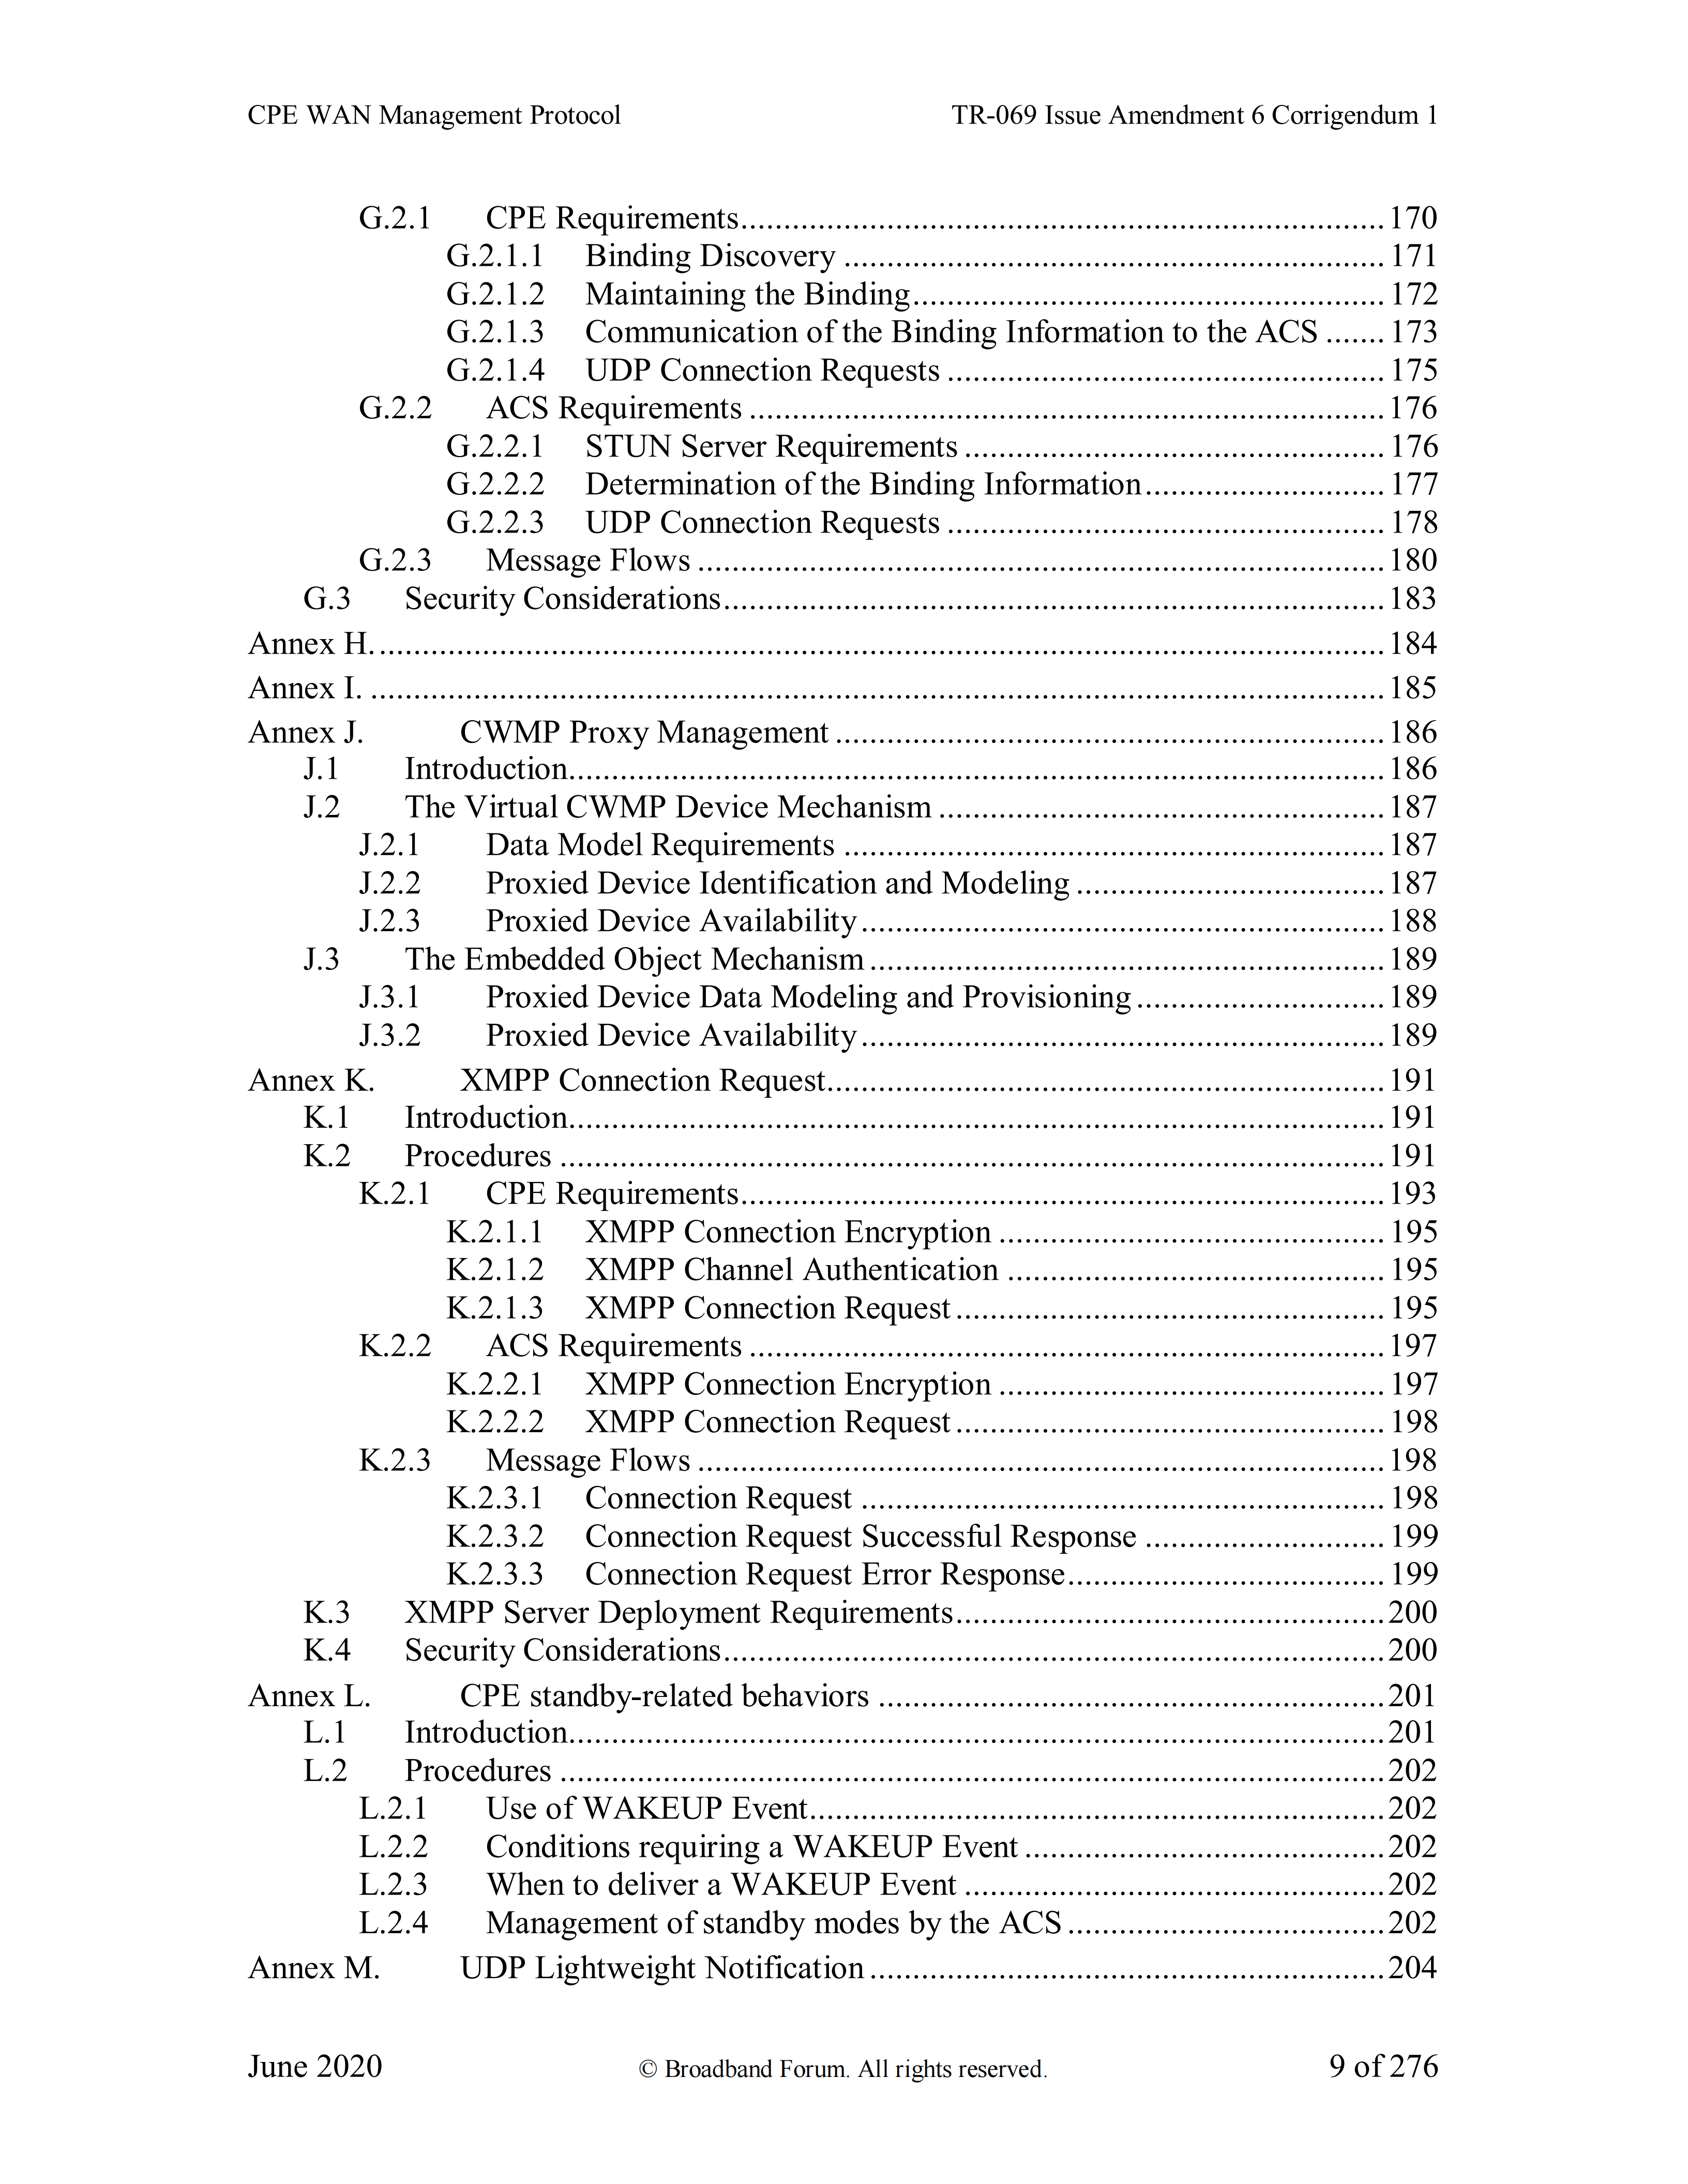 CPE WAN Management Protocol TR-069 Issue Amendment 6 Corrigendum 1
G.2.1 CPE Requirements........................................................................... 170
G.2.1.1 Binding Discovery ............................................................... 171
G.2.1.2 Maintaining the Binding....................................................... 172
G.2.1.3 Communication of the Binding Information to the ACS ....... 173
G.2.1.4 UDP Connection Requests ................................................... 175
G.2.2 ACS Requirements .......................................................................... 176
G.2.2.1 STUN Server Requirements ................................................. 176
G.2.2.2 Determination of the Binding Information............................ 177
G.2.2.3 UDP Connection Requests ................................................... 178
G.2.3 Message Flows ................................................................................ 180
G.3 Security Considerations............................................................................. 183
Annex H. ..................................................................................................................... 184
Annex I. ...................................................................................................................... 185
Annex J. CWMP Proxy Management ................................................................ 186
J.1 Introduction............................................................................................... 186
J.2 The Virtual CWMP Device Mechanism .................................................... 187
J.2.1 Data Model Requirements ............................................................... 187
J.2.2 Proxied Device Identification and Modeling .................................... 187
J.2.3 Proxied Device Availability ............................................................. 188
J.3 The Embedded Object Mechanism ............................................................ 189
J.3.1 Proxied Device Data Modeling and Provisioning ............................. 189
J.3.2 Proxied Device Availability ............................................................. 189
Annex K. XMPP Connection Request................................................................. 191
K.1 Introduction............................................................................................... 191
K.2 Procedures ................................................................................................ 191
K.2.1 CPE Requirements........................................................................... 193
K.2.1.1 XMPP Connection Encryption ............................................. 195
K.2.1.2 XMPP Channel Authentication ............................................ 195
K.2.1.3 XMPP Connection Request .................................................. 195
K.2.2 ACS Requirements .......................................................................... 197
K.2.2.1 XMPP Connection Encryption ............................................. 197
K.2.2.2 XMPP Connection Request .................................................. 198
K.2.3 Message Flows ................................................................................ 198
K.2.3.1 Connection Request ............................................................. 198
K.2.3.2 Connection Request Successful Response ............................ 199
K.2.3.3 Connection Request Error Response..................................... 199
K.3 XMPP Server Deployment Requirements.................................................. 200
K.4 Security Considerations............................................................................. 200
Annex L. CPE standby-related behaviors ........................................................... 201
L.1 Introduction............................................................................................... 201
L.2 Procedures ................................................................................................ 202
L.2.1 Use of WAKEUP Event................................................................... 202
L.2.2 Conditions requiring a WAKEUP Event .......................................... 202
L.2.3 When to deliver a WAKEUP Event ................................................. 202
L.2.4 Management of standby modes by the ACS ..................................... 202
Annex M. UDP Lightweight Notification ............................................................ 204
June 2020 © Broadband Forum. All rights reserved. 9 of 276